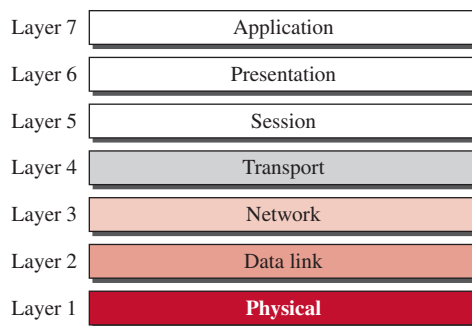 Layer 7 Application
Layer 6 Presentation
Layer 5 Session
Layer 4 Transport
Layer 3 Network
Layer 2 Data link
Layer 1 Physical